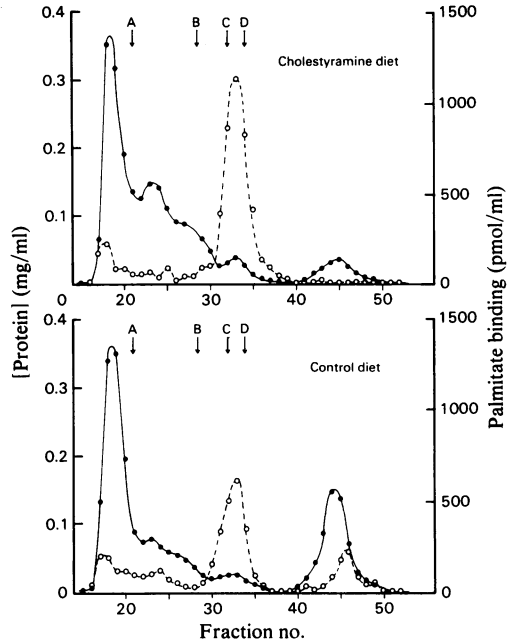 0.4
1500
A B C D
Cholestyramine diet
0.3
1000
0.2
500
0.1
0
0 20 30 40 50
[Protein] (mg/ml)
Palmitate binding (pmol/ml)
0.4
1500
A B C D
Control diet
0.3
1000
0.2
500
0.1
0
0
20 30 40 50
Fraction no.